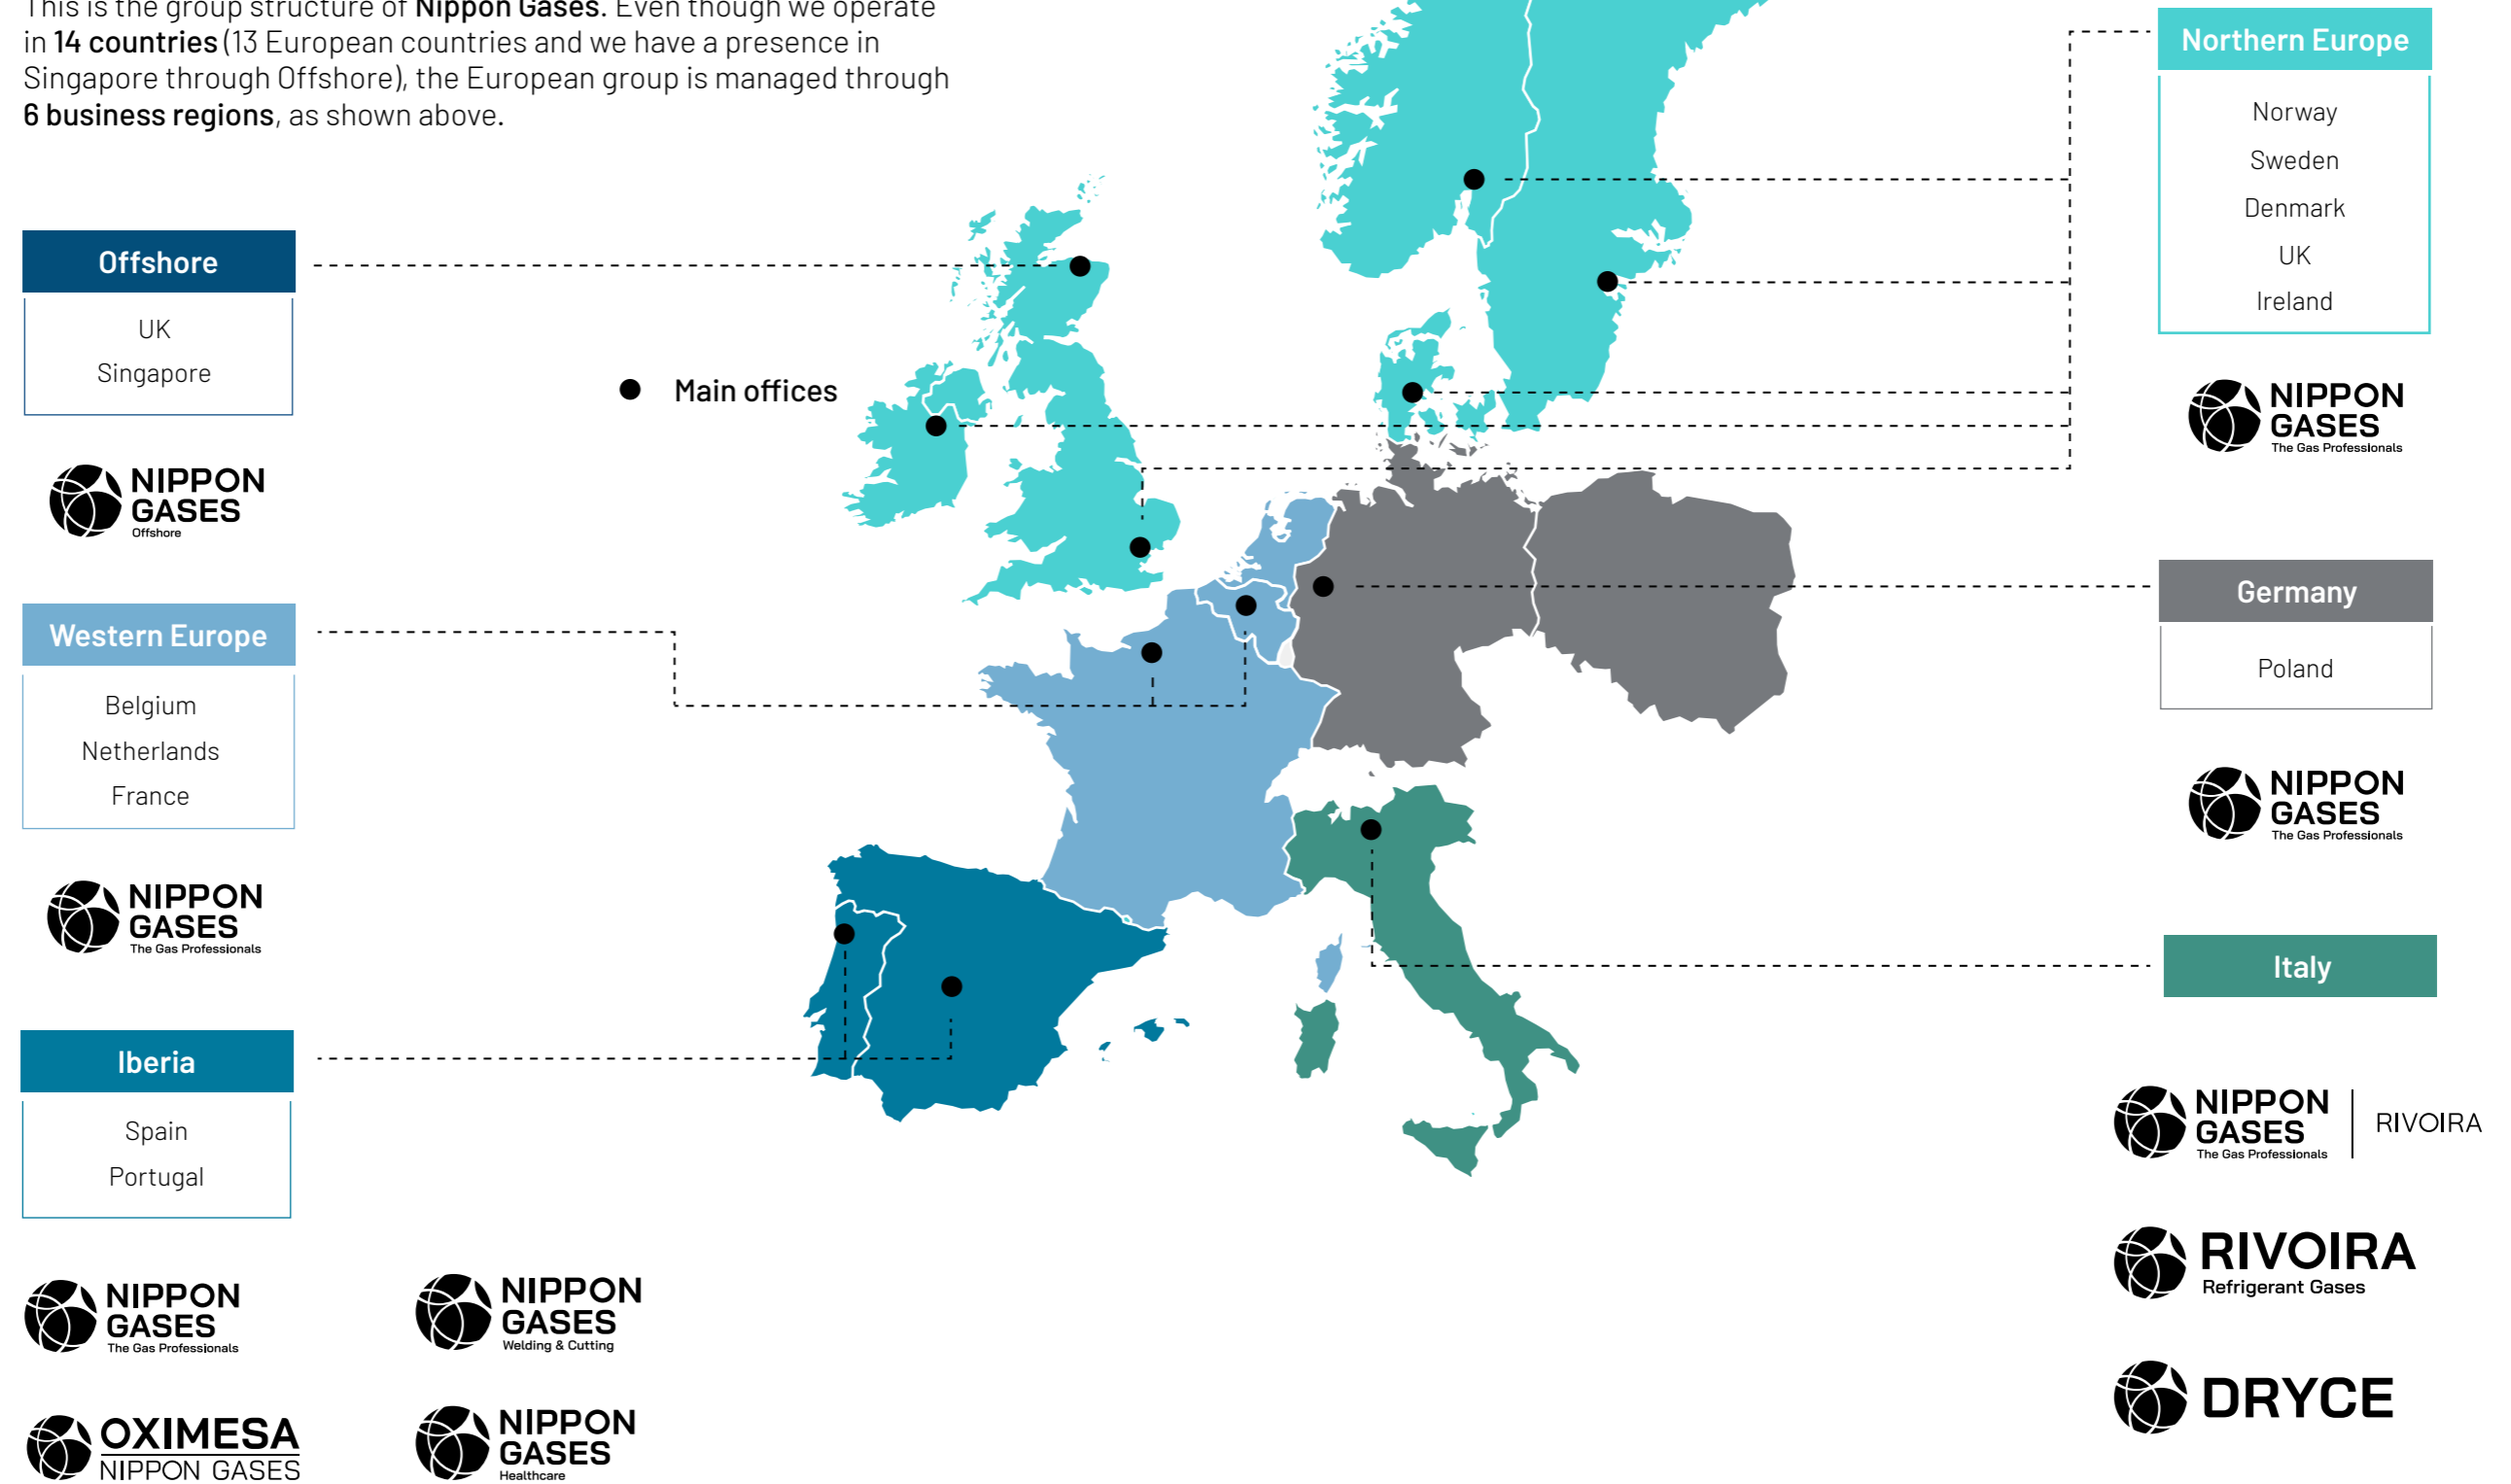 This is the group structure of Nippon Gases. Even though we operate
in 14 countries (13 European countries and we have a presence in
Singapore through Offshore), the European group is managed through
6 business regions, as shown above.
Offshore
UK
Singapore
NIPPON
GASES
Offshore
Western Europe
Belgium
Netherlands
France
NIPPON
GASES
The Gas Professionals
Iberia
Spain
Portugal
NIPPON
GASES
The Gas Professionals
NIPPON
GASES
Welding & Cutting
OXIMESA
NIPPON GASES
NIPPON
GASES
Healthcare
Main offices
Northern Europe
Norway
Sweden
Denmark
UK
Ireland
NIPPON
GASES
The Gas Professionals
Germany
Poland
NIPPON
GASES
The Gas Professionals
Italy
NIPPON
GASES
The Gas Professionals
RIVOIRA
RIVOIRA
Refrigerant Gases
DRYCE